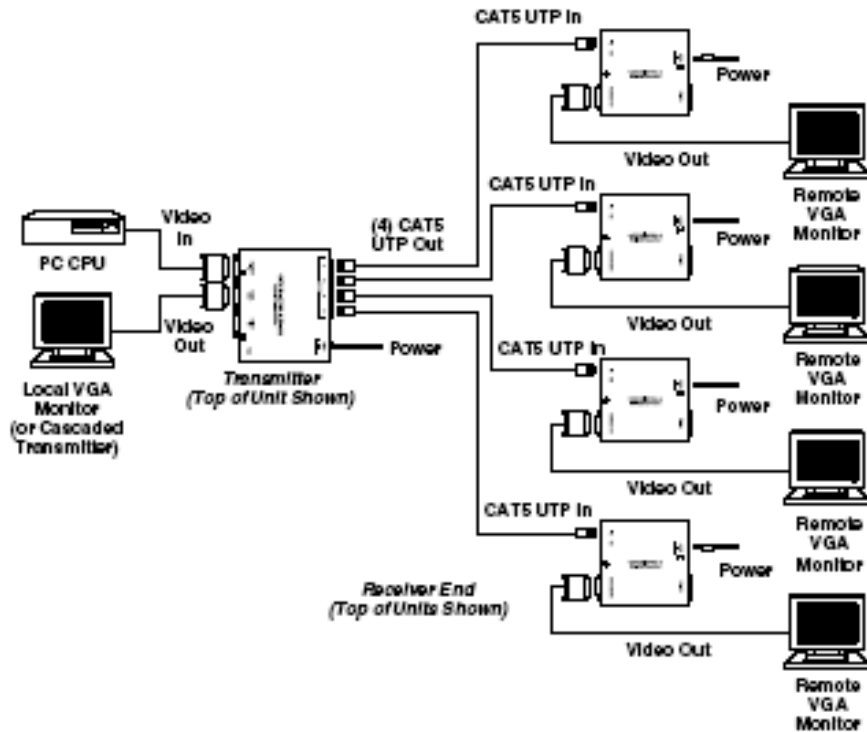 CAT5 UTP In
Power
Video Out
Remote
VGA
Monitor
CAT5 UTP In
Power
Video Out
Remote
VGA
Monitor
Video
In
(4) CAT5
UTP Out
PC CPU
Video
Out
Power
Local VGA
Monitor
(or Cascaded
Transmitter)
Transmitter
(Top of Unit Shown)
CAT5 UTP In
Power
Video Out
Remote
VGA
Monitor
CAT5 UTP In
Power
Receiver End
(Top of Units Shown)
Video Out
Remote
VGA
Monitor